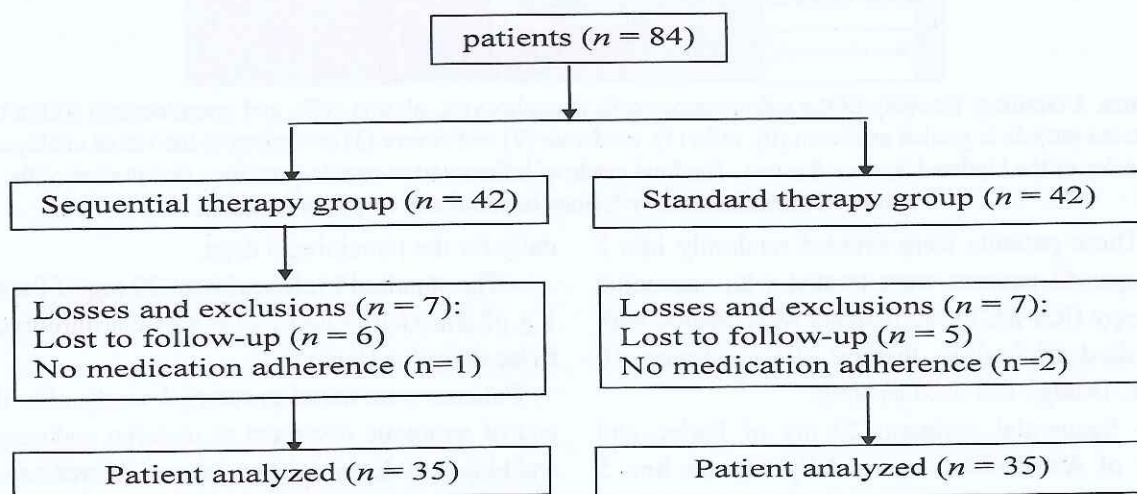 patients (n = 84)
Sequential therapy group (n = 42)
Standard therapy group (n = 42)
Losses and exclusions (n = 7):
Lost to follow-up (n = 6)
No medication adherence (n=1)
Losses and exclusions (n = 7):
Lost to follow-up (n = 5)
No medication adherence (n=2)
Patient analyzed (n = 35)
Patient analyzed (n = 35)